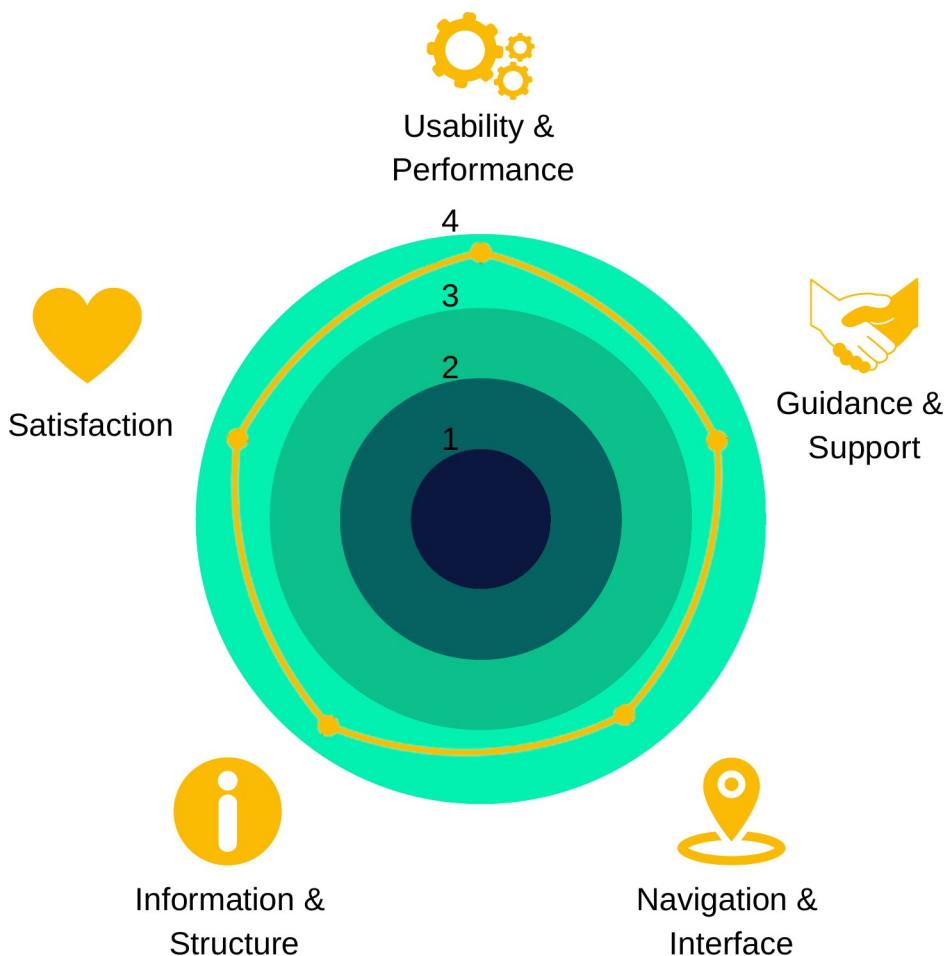 Usability &
Performance
4
3
2
1
Satisfaction
Guidance &
Support
Information &
Structure
Navigation &
Interface